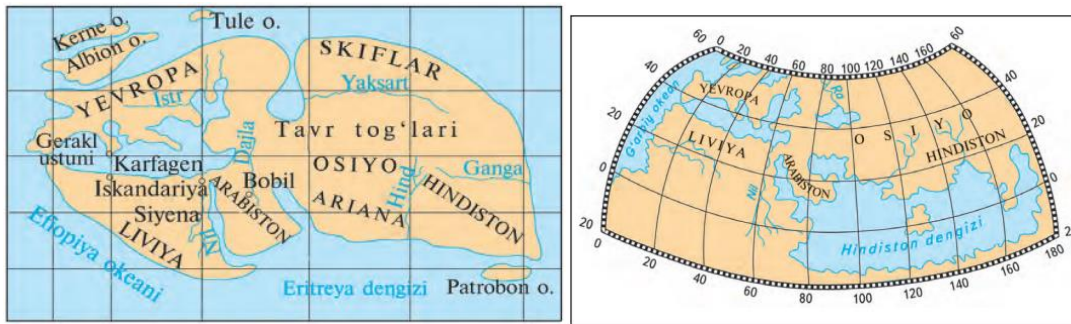 Kerne o.
Albion o.
Tule o.
SKIFLAR
YEVROPA
Istr
Yaksart
Tavr tog‘lari
Gerakl
ustuni
Karfagen
Dajla
OSIYO
Ganga
Iskandariya
Bobil
Hind
HINDISTON
Siyena
ARABISTON
ARIANA
LIVIYA
Nil
Effiopiya okeani
Eritreya dengizi
Patrobon o.
60
0
20
40
60
80
100
120
140
60
40
40
20
20
0
0
20
YEVROPA
Ra
OSIYO
G‘arbiy okean
LIVIYA
ARABISTON
HINDISTON
Nil
Hindiston dengizi
0
20
40
60
80
100
120
140
160
180